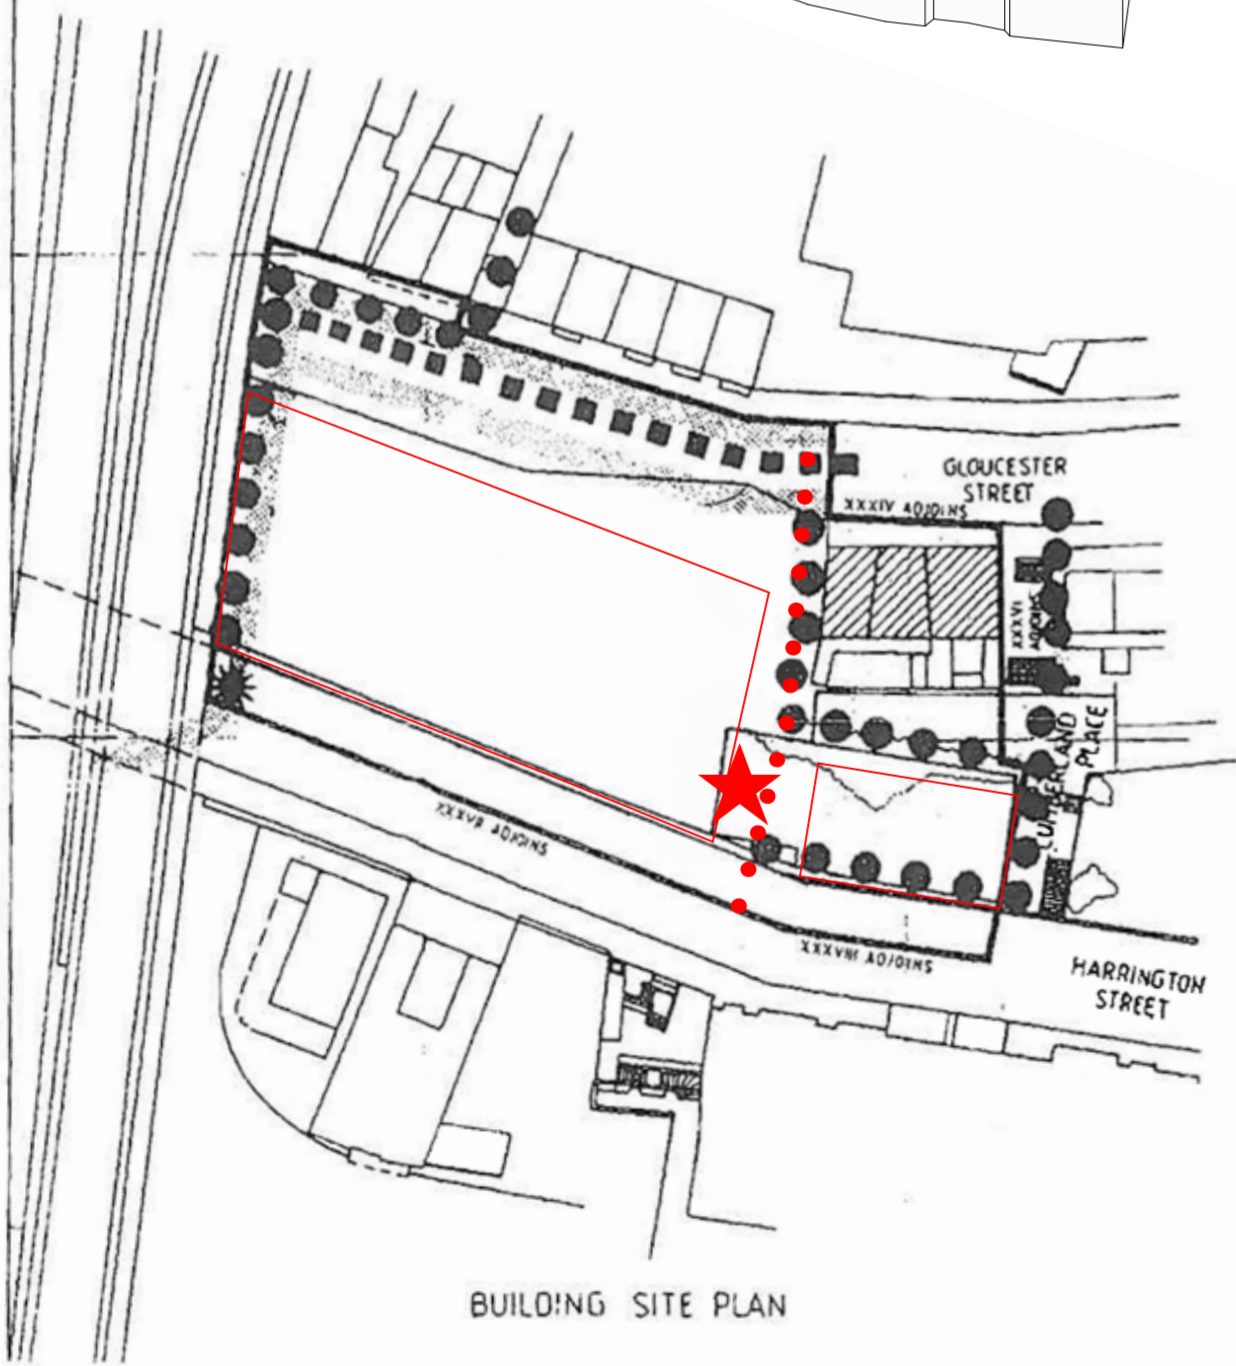 GLOUCESTER
STREET
XXXIV ADJOINS
XXXVI
ADJOINS
CUMBERLAND
PLACE
XXXVII ADJOINS
XXXVIII ADJOINS
HARRINGTON
STREET
BUILDING SITE PLAN